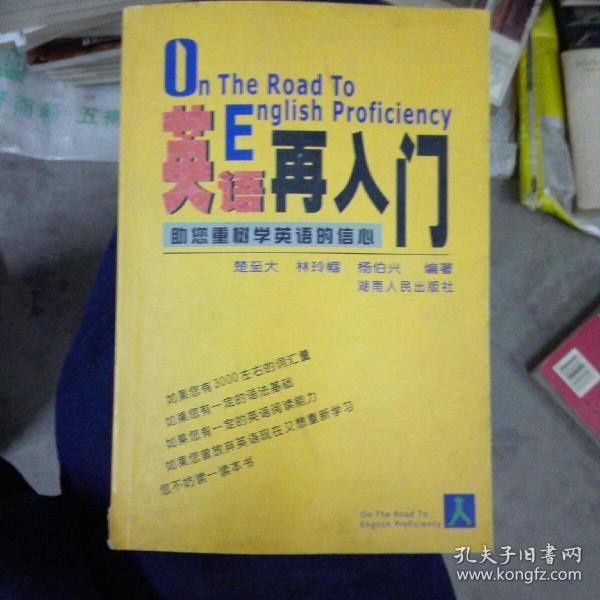 On The Road To
English Proficiency
英语再入门
助您重树学英语的信心
楚至大 林玲帼 杨伯兴 编著
湖南人民出版社
如果您有3000左右的词汇量
如果您有一定的语法基础
如果您有一定的英语阅读能力
如果您曾放弃英语现在又想重新学习
您不妨读一读本书
On The Road To
English Proficiency
孔夫子旧书网
www.kongfz.com